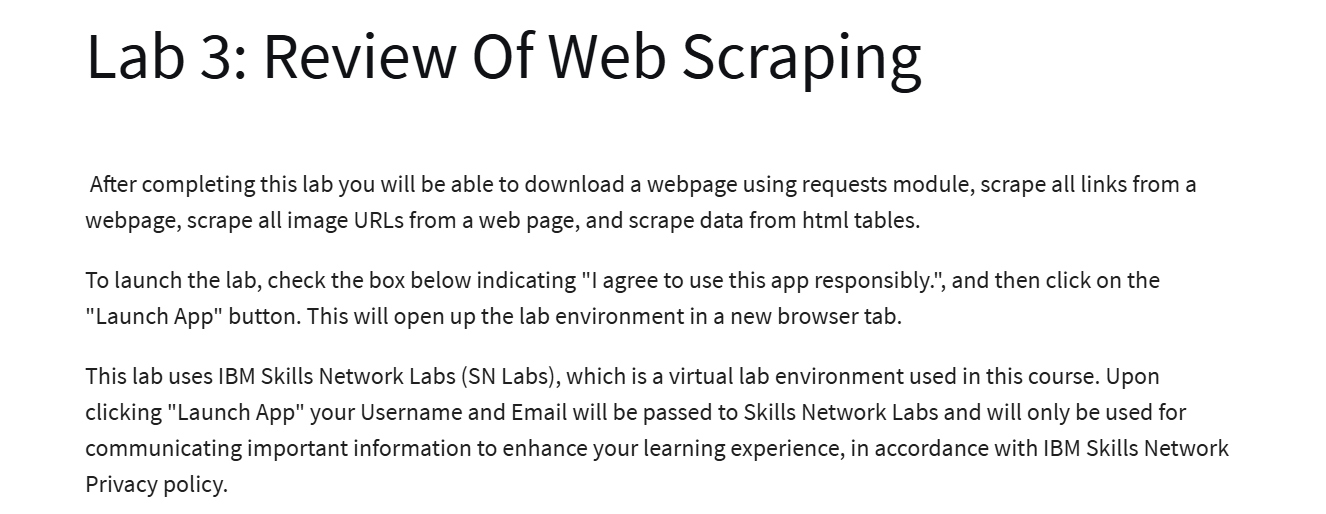 Lab 3: Review Of Web Scraping
After completing this lab you will be able to download a webpage using requests module, scrape all links from a
webpage, scrape all image URLs from a web page, and scrape data from html tables.
To launch the lab, check the box below indicating "I agree to use this app responsibly.", and then click on the
"Launch App" button. This will open up the lab environment in a new browser tab.
This lab uses IBM Skills Network Labs (SN Labs), which is a virtual lab environment used in this course. Upon
clicking "Launch App" your Username and Email will be passed to Skills Network Labs and will only be used for
communicating important information to enhance your learning experience, in accordance with IBM Skills Network
Privacy policy.